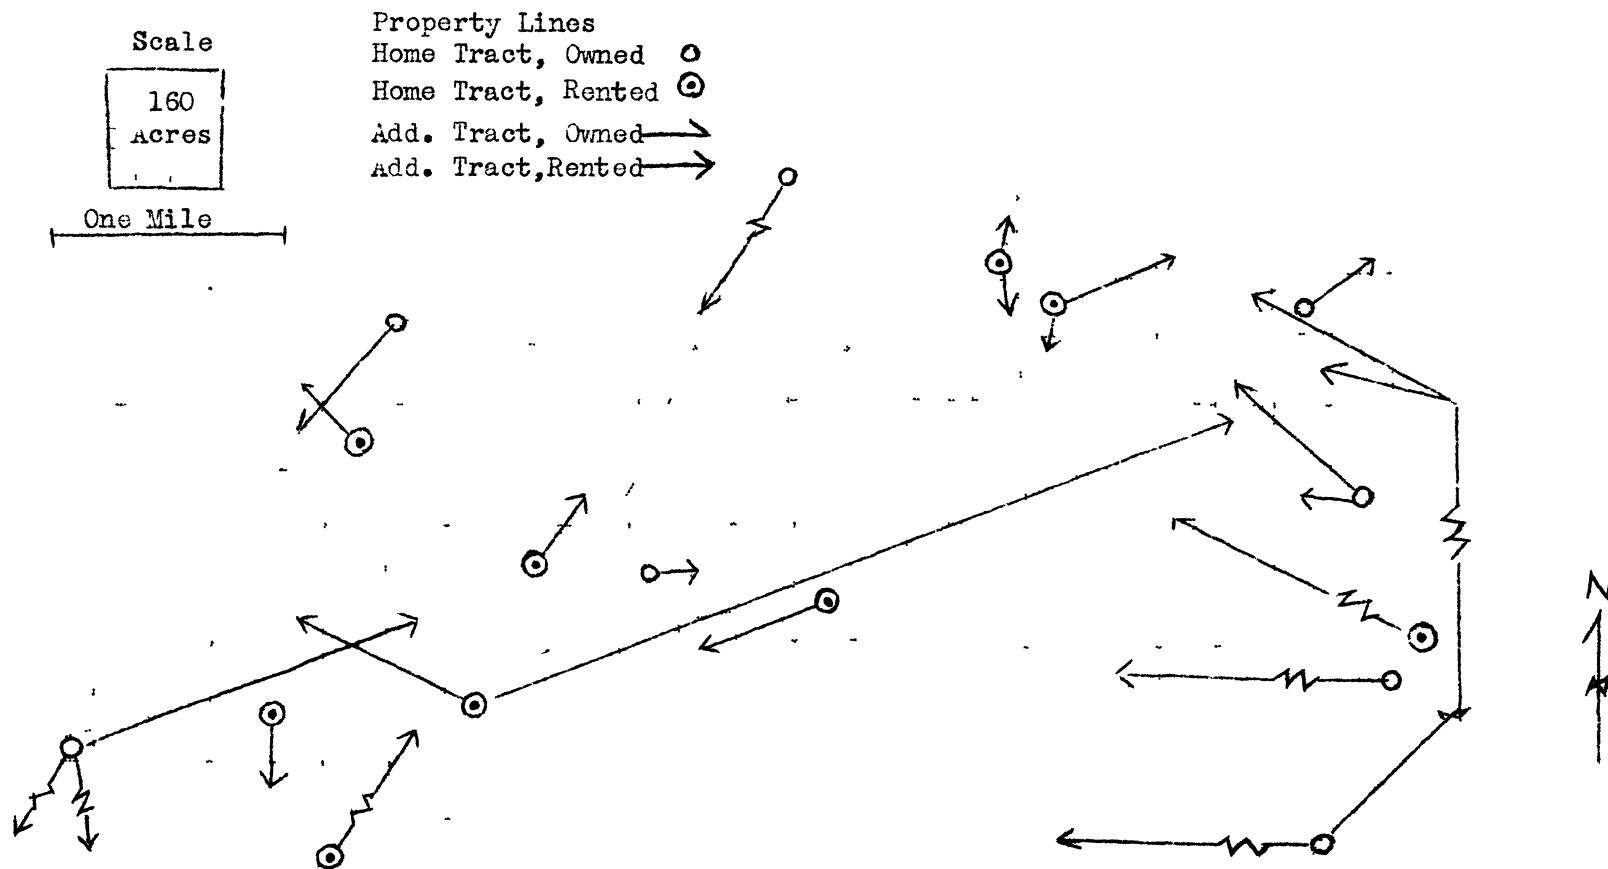 Scale
160
Acres
One Mile
Property Lines
Home Tract, Owned
Home Tract, Rented
Add. Tract, Owned
Add. Tract,Rented
N